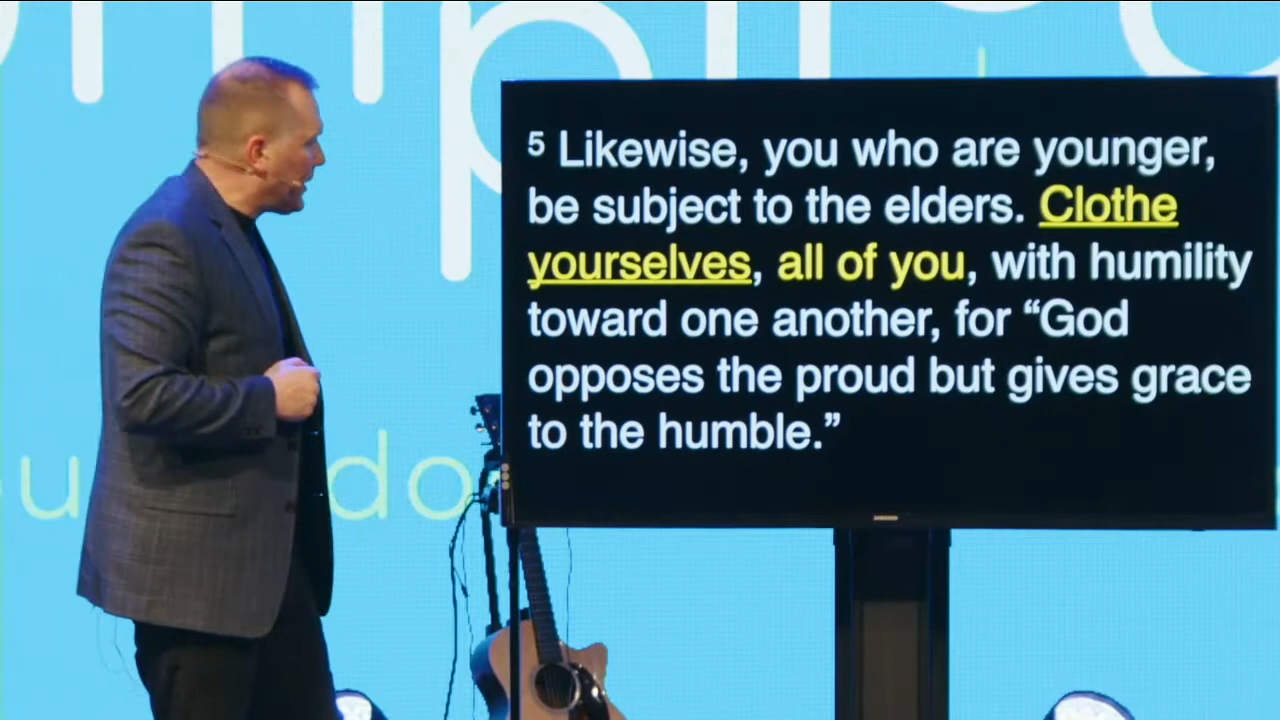 5 Likewise, you who are younger,
be subject to the elders. Clothe
yourselves, all of you, with humility
toward one another, for “God
opposes the proud but gives grace
to the humble.”
SAMSUNG